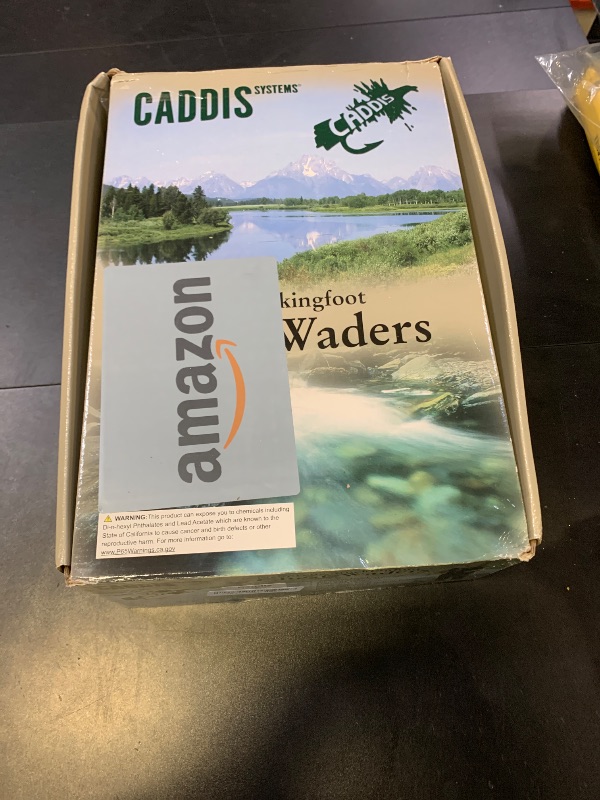 CADDIS SYSTEMS
CADDIS
kingfoot
Waders
amazon
WARNING: This product can expose you to chemicals including
Di-n-hexyl Phthalates and Lead Acetate which are known to the
State of California to cause cancer and birth defects or other
reproductive harm. For more information go to:
www.P65Warnings.ca.gov